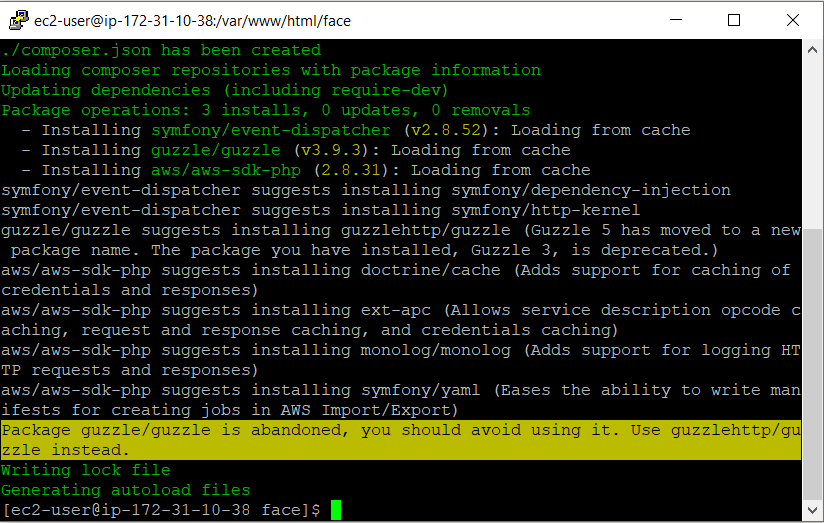 ec2-user@ip-172-31-10-38:/var/www/html/face
./composer.json has been created
Loading composer repositories with package information
Updating dependencies (including require-dev)
Package operations: 3 installs, 0 updates, 0 removals
  - Installing symfony/event-dispatcher (v2.8.52): Loading from cache
  - Installing guzzle/guzzle (v3.9.3): Loading from cache
  - Installing aws/aws-sdk-php (2.8.31): Loading from cache
symfony/event-dispatcher suggests installing symfony/dependency-injection
symfony/event-dispatcher suggests installing symfony/http-kernel
guzzle/guzzle suggests installing guzzlehttp/guzzle (Guzzle 5 has moved to a new
 package name. The package you have installed, Guzzle 3, is deprecated.)
aws/aws-sdk-php suggests installing doctrine/cache (Adds support for caching of
credentials and responses)
aws/aws-sdk-php suggests installing ext-apc (Allows service description opcode c
aching, request and response caching, and credentials caching)
aws/aws-sdk-php suggests installing monolog/monolog (Adds support for logging HT
TP requests and responses)
aws/aws-sdk-php suggests installing symfony/yaml (Eases the ability to write man
ifests for creating jobs in AWS Import/Export)
Package guzzle/guzzle is abandoned, you should avoid using it. Use guzzlehttp/gu
zzle instead.
Writing lock file
Generating autoload files
[ec2-user@ip-172-31-10-38 face]$